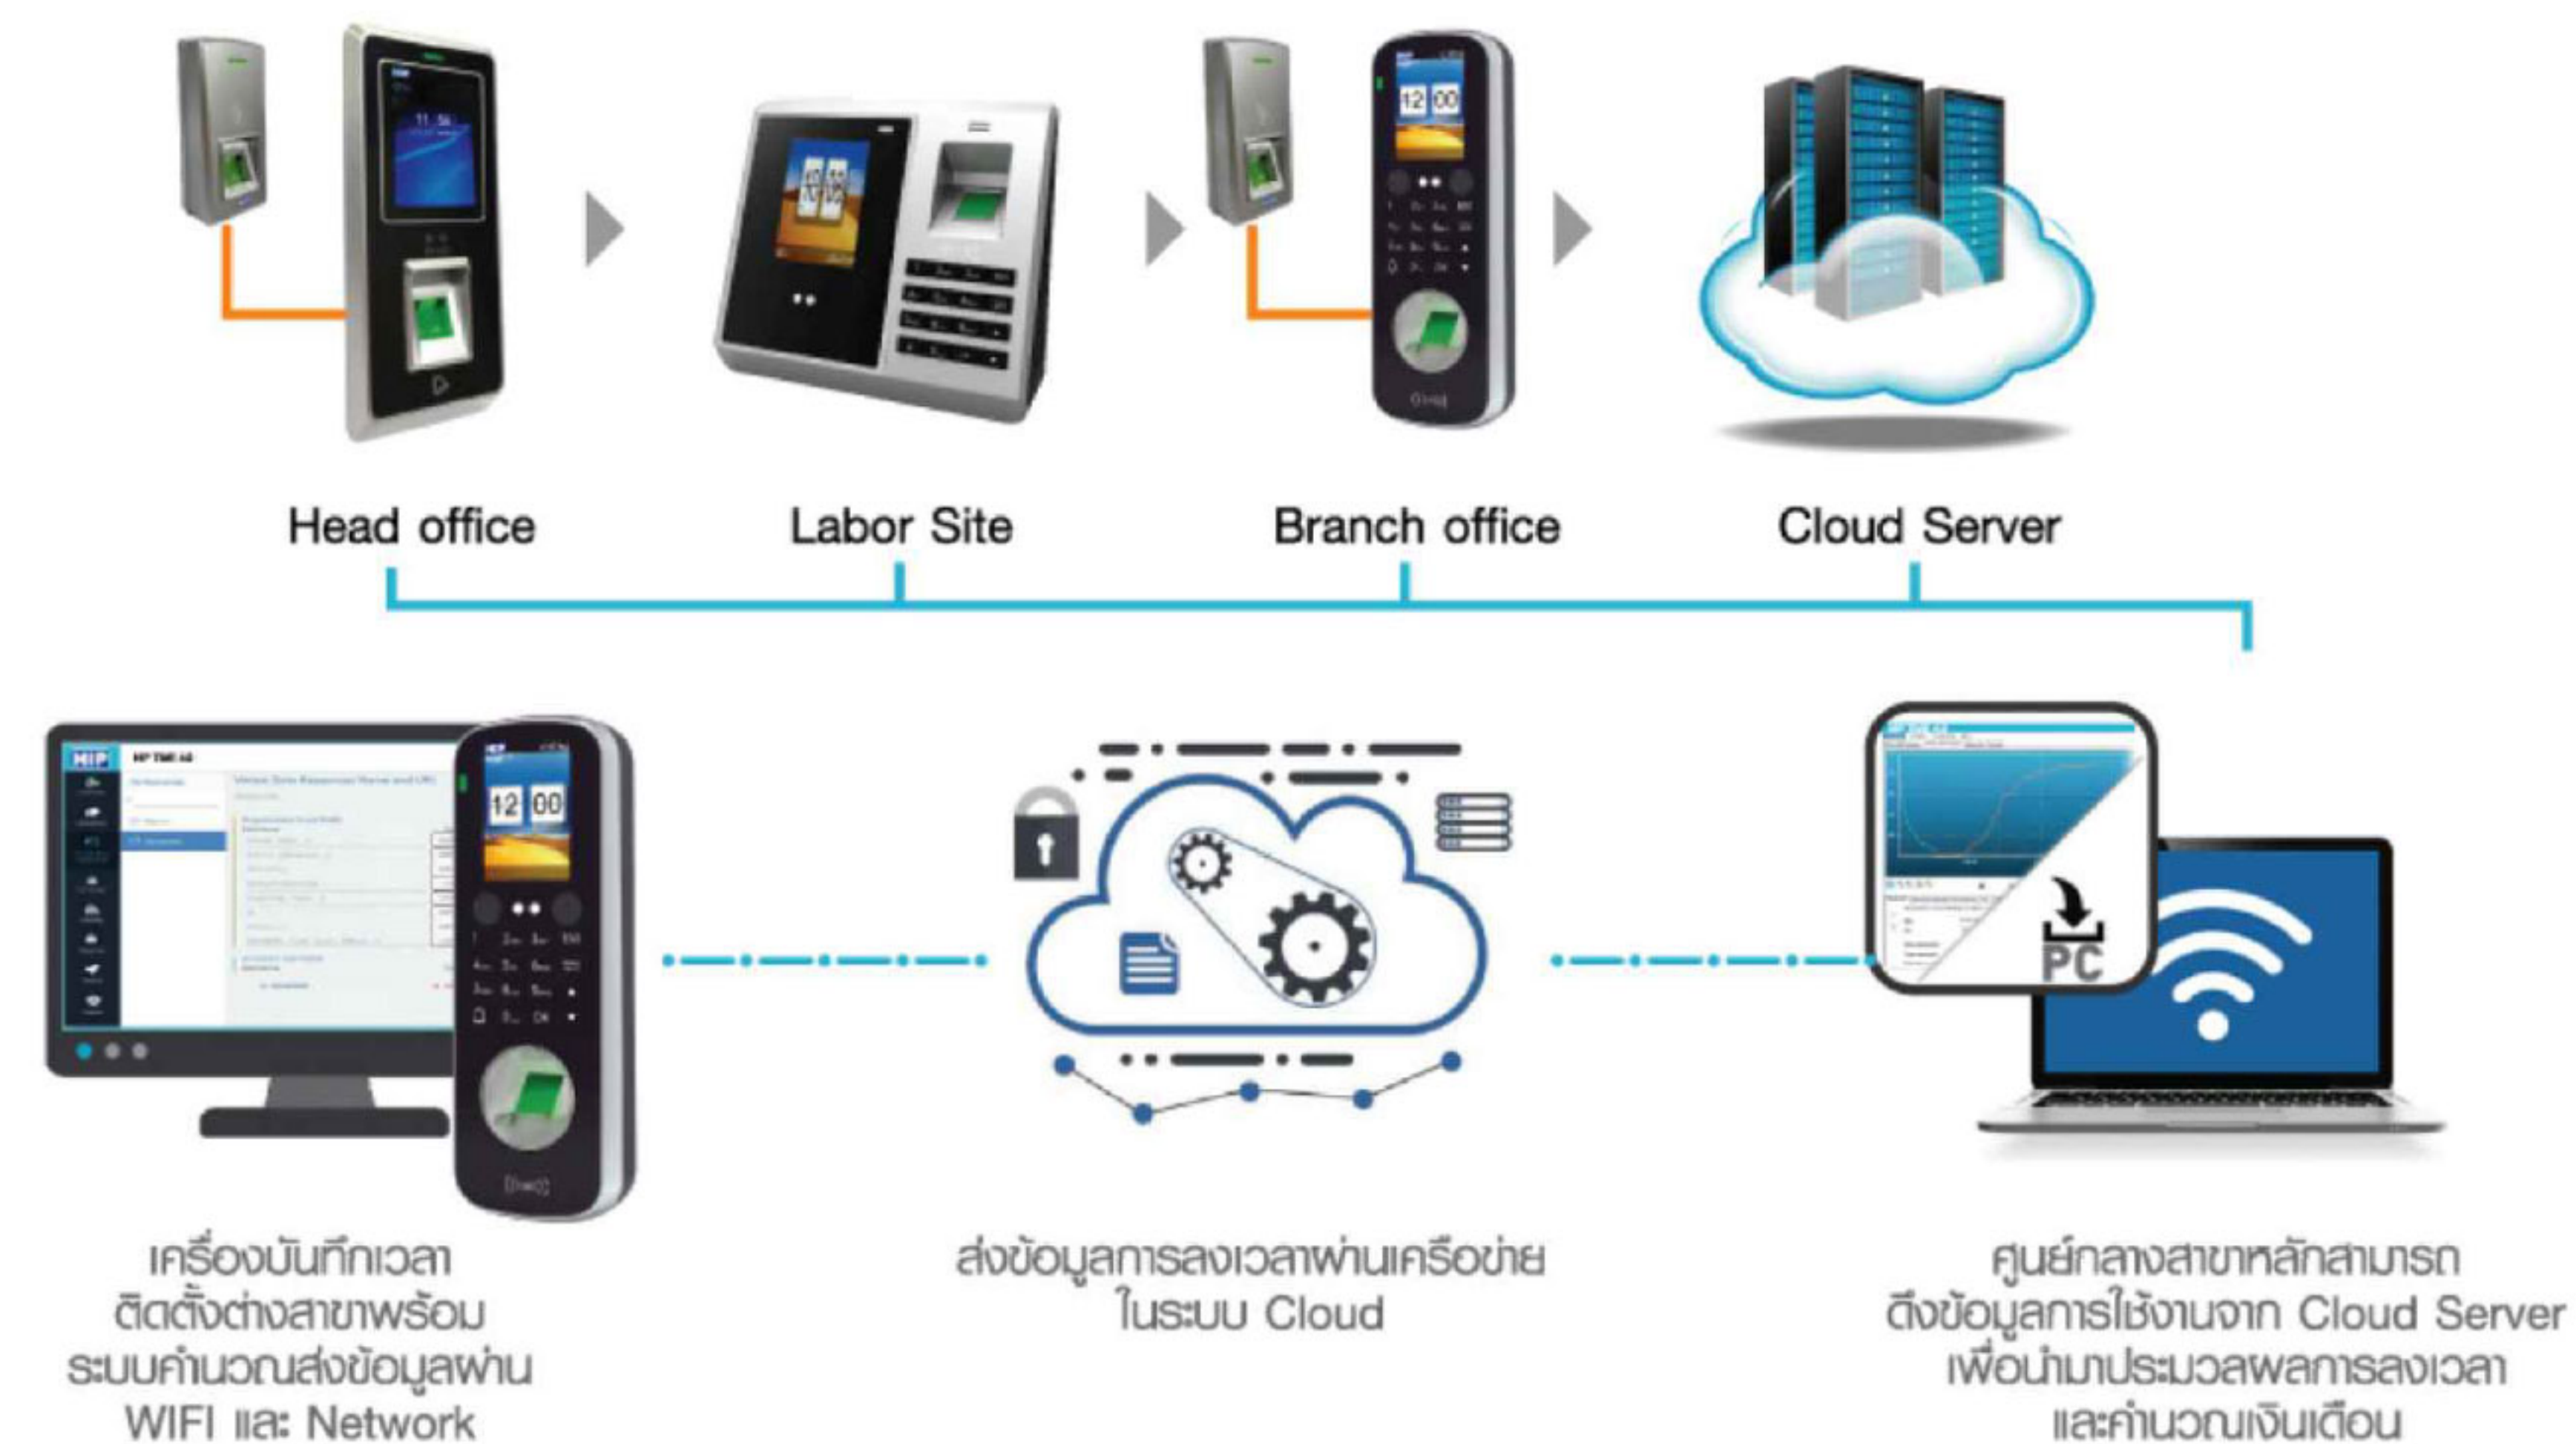 Head office
Labor Site
Branch office
Cloud Server
HIP
12 00
12 00
PC
เครื่องบันทึกเวลา
ติดตั้งต่างสาขาพร้อม
ระบบคำนวณส่งข้อมูลผ่าน
WIFI และ Network
ส่งข้อมูลการลงเวลาผ่านเครือข่าย
ในระบบ Cloud
ศูนย์กลางสาขาหลักสามารถ
ดึงข้อมูลการใช้งานจาก Cloud Server
เพื่อนำมาประมวลผลการลงเวลา
และคำนวณเงินเดือน